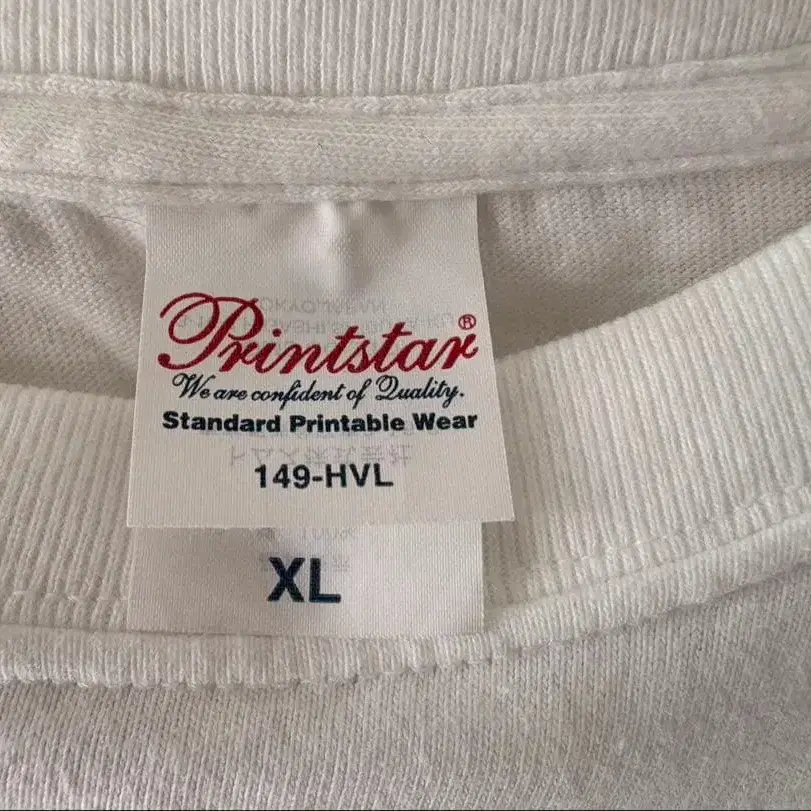 Printstar®
We are confident of Quality.
Standard Printable Wear
149-HVL
XL